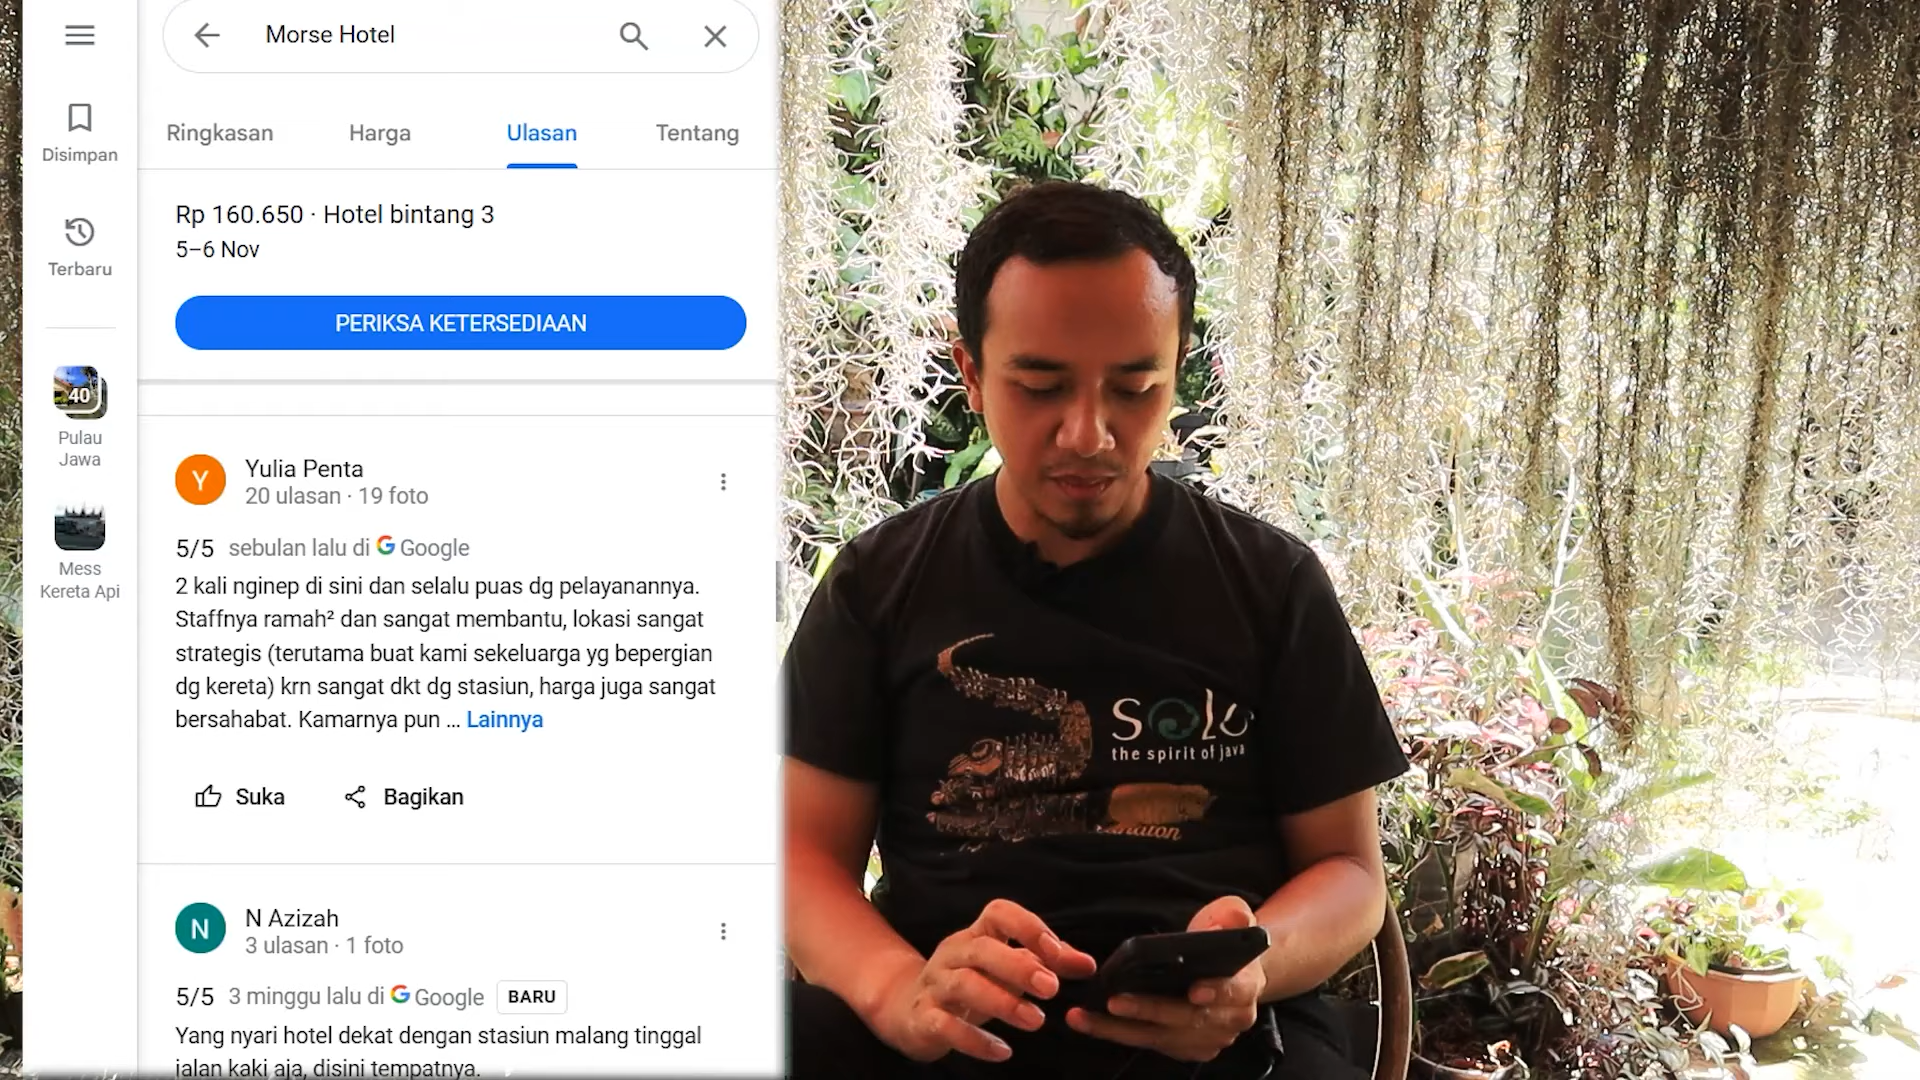 Morse Hotel
Disimpan
Terbaru
40
Pulau
Jawa
Mess
Kereta Api
Ringkasan Harga Ulasan Tentang
Rp 160.650 · Hotel bintang 3
5–6 Nov
PERIKSA KETERSEDIAAN
Y
Yulia Penta
20 ulasan · 19 foto
5/5 sebulan lalu di Google
2 kali nginep di sini dan selalu puas dg pelayanannya.
Staffnya ramah² dan sangat membantu, lokasi sangat
strategis (terutama buat kami sekeluarga yg bepergian
dg kereta) krn sangat dkt dg stasiun, harga juga sangat
bersahabat. Kamarnya pun ... Lainnya
Suka Bagikan
N
N Azizah
3 ulasan · 1 foto
5/5 3 minggu lalu di Google BARU
Yang nyari hotel dekat dengan stasiun malang tinggal
jalan kaki aja, disini tempatnya.
solo
the spirit of java